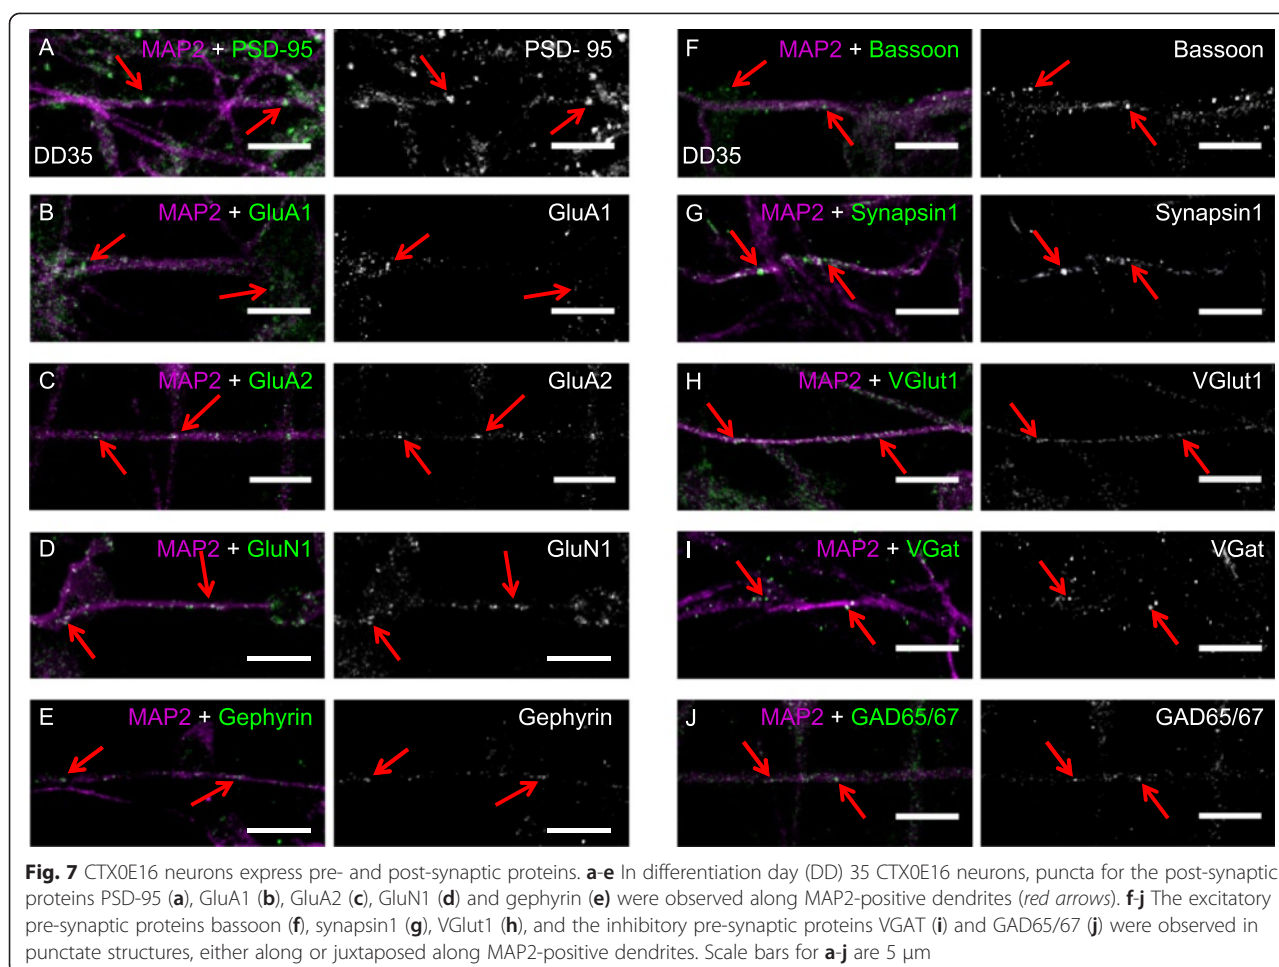 A MAP2 + PSD-95 PSD- 95
DD35
F MAP2 + Bassoon Bassoon
DD35
B MAP2 + GluA1 GluA1
G MAP2 + Synapsin1 Synapsin1
C MAP2 + GluA2 GluA2
H MAP2 + VGlut1 VGlut1
D MAP2 + GluN1 GluN1
I MAP2 + VGat VGat
E MAP2 + Gephyrin Gephyrin
J MAP2 + GAD65/67 GAD65/67
Fig. 7 CTX0E16 neurons express pre- and post-synaptic proteins. a-e In differentiation day (DD) 35 CTX0E16 neurons, puncta for the post-synaptic
proteins PSD-95 (a), GluA1 (b), GluA2 (c), GluN1 (d) and gephyrin (e) were observed along MAP2-positive dendrites (red arrows). f-j The excitatory
pre-synaptic proteins bassoon (f), synapsin1 (g), VGlut1 (h), and the inhibitory pre-synaptic proteins VGAT (i) and GAD65/67 (j) were observed in
punctate structures, either along or juxtaposed along MAP2-positive dendrites. Scale bars for a-j are 5 μm